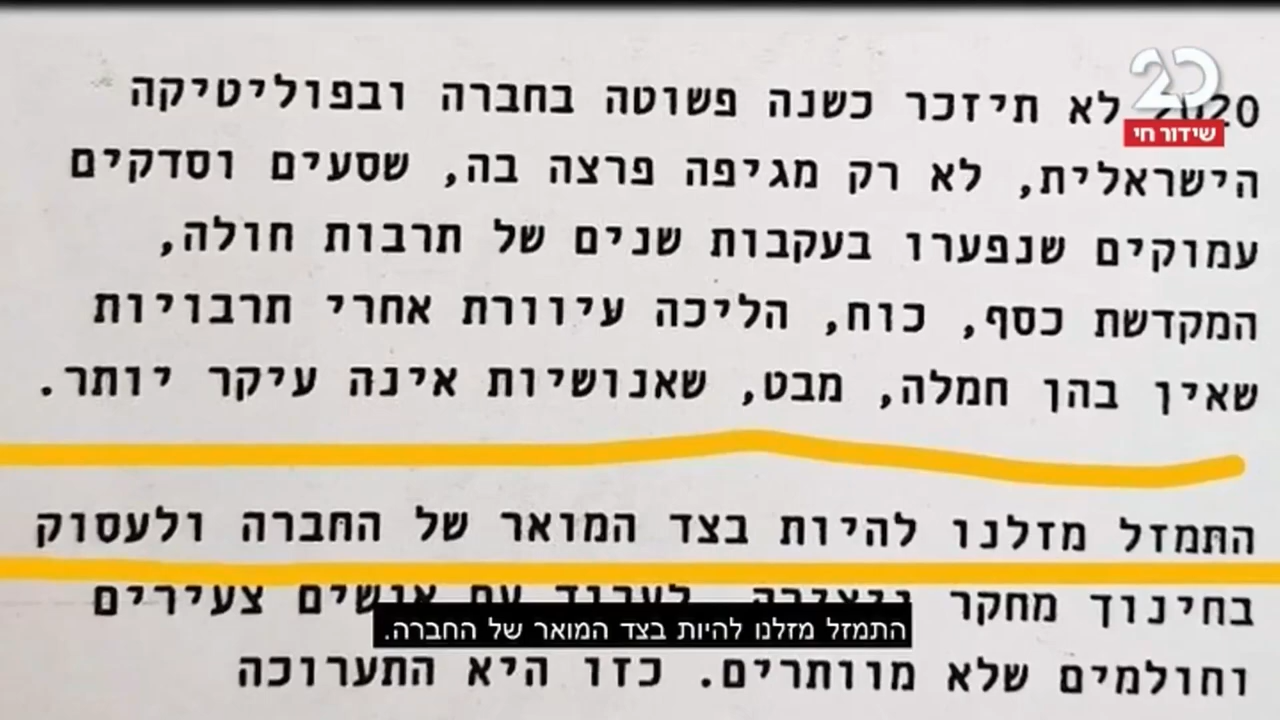 20
שידור חי
2020 לא תיזכר כשנה פשוטה בחברה ובפוליטיקה
הישראלית, לא רק מגיפה פרצה בה, שסעים וסדקים
עמוקים שנפערו בעקבות שנים של תרבות חולה,
המקדשת כסף, כוח, הליכה עיוורת אחרי תרבויות
שאין בהן חמלה, מבט, שאנושיות אינה עיקר יותר.
התמזל מזלנו להיות בצד המואר של החברה ולעסוק
בחינוך מחקר ויצירה. לעבוד עם אנשים צעירים
התמזל מזלנו להיות בצד המואר של החברה.
וחולמים שלא מוותרים. כזו היא התערוכה